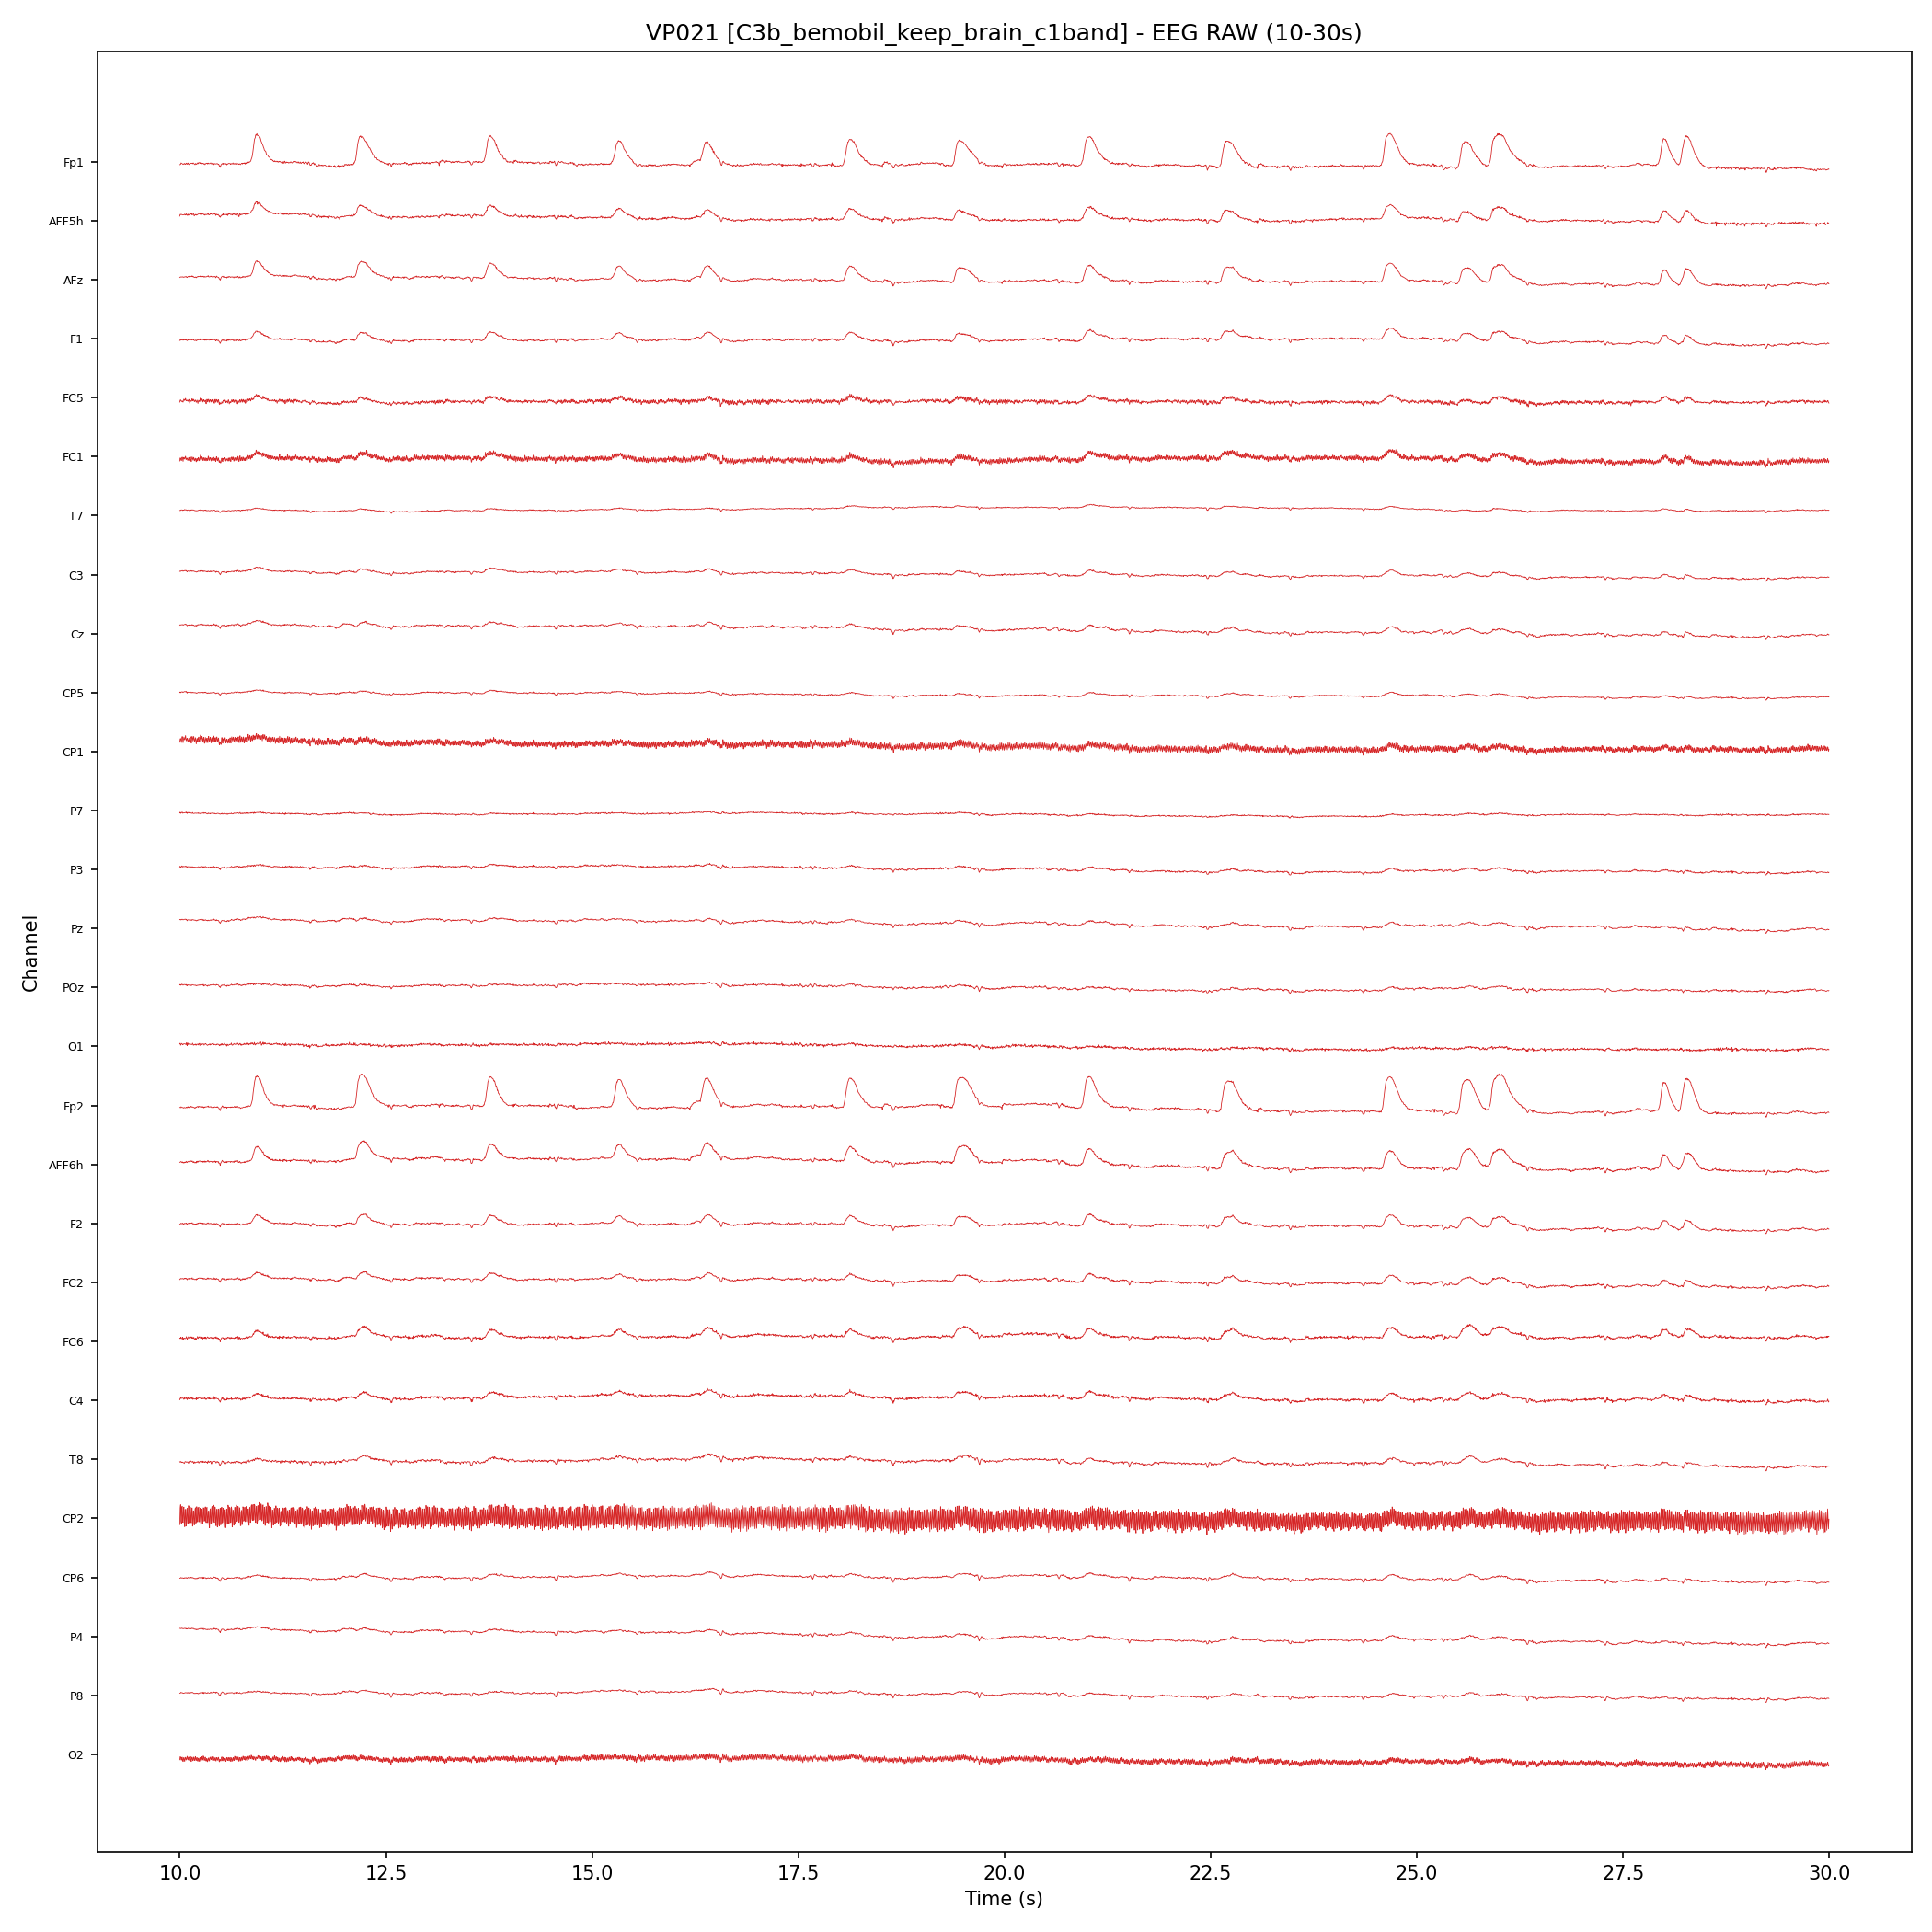 VP021 [C3b_bemobil_keep_brain_c1band] - EEG RAW (10-30s)
Channel
Fp1
AFF5h
AFz
F1
FC5
FC1
T7
C3
Cz
CP5
CP1
P7
P3
Pz
POz
O1
Fp2
AFF6h
F2
FC2
FC6
C4
T8
CP2
CP6
P4
P8
O2
10.0 12.5 15.0 17.5 20.0 22.5 25.0 27.5 30.0
Time (s)